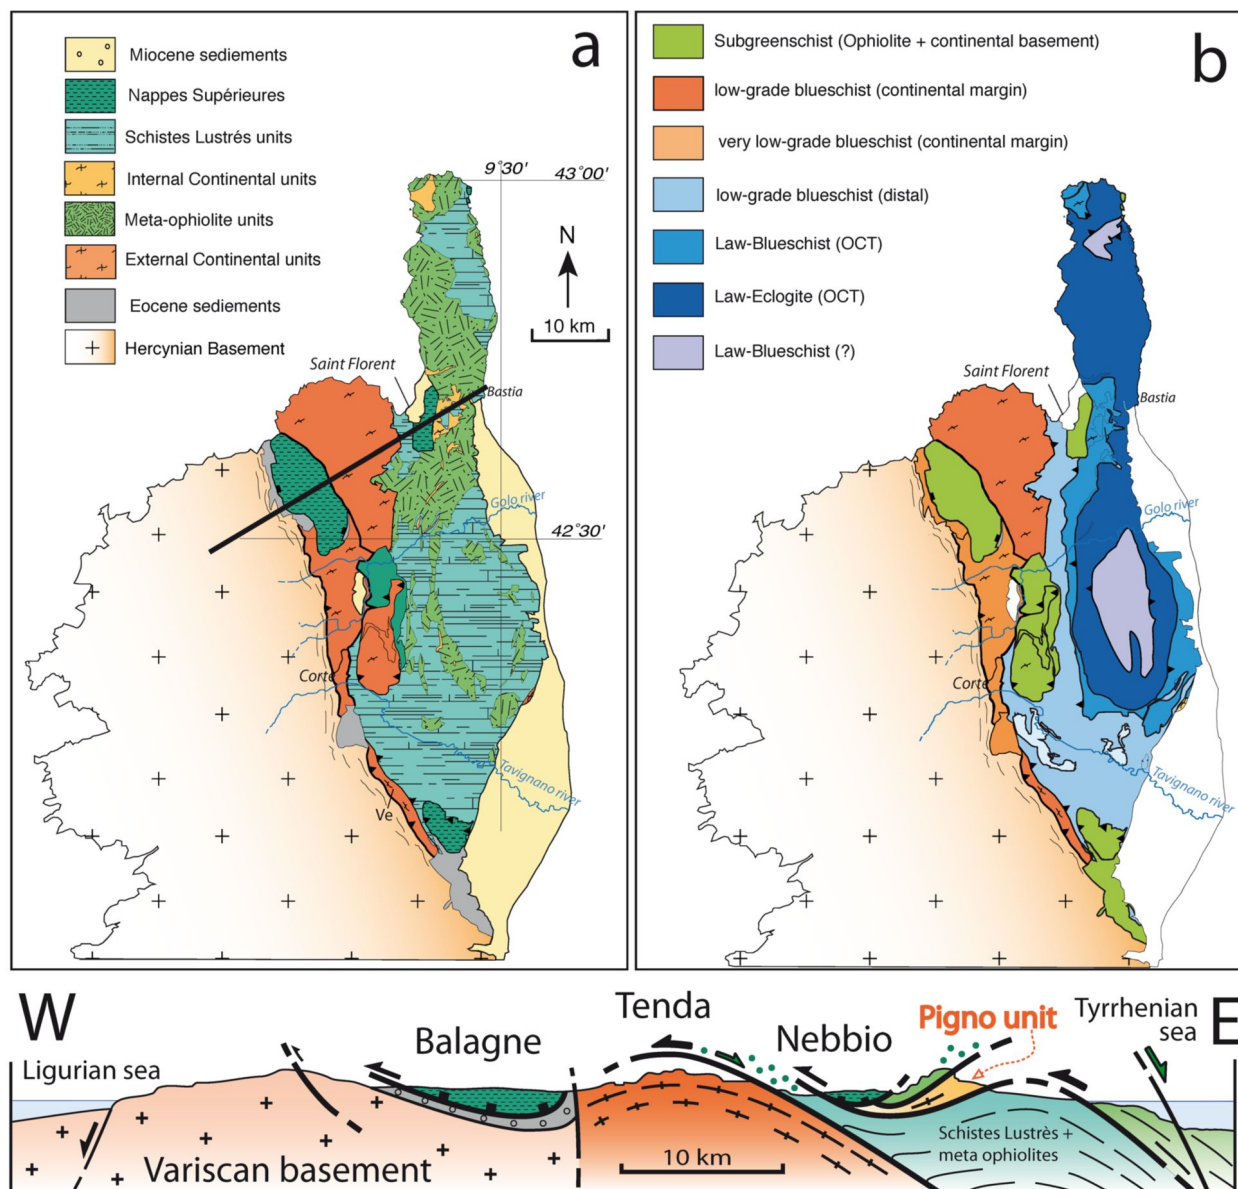 a
Miocene sediements
Nappes Supérieures
Schistes Lustrés units
Internal Continental units
Meta-ophiolite units
External Continental units
Eocene sediements
Hercynian Basement
9˚30'
43˚00'
N
10 km
Saint Florent
Bastia
Golo river
42˚30'
Corte
Tavignano river
Ve
b
Subgreenschist (Ophiolite + continental basement)
low-grade blueschist (continental margin)
very low-grade blueschist (continental margin)
low-grade blueschist (distal)
Law-Blueschist (OCT)
Law-Eclogite (OCT)
Law-Blueschist (?)
Saint Florent
Bastia
Golo river
Corte
Tavignano river
W
E
Ligurian sea
Balagne
Tenda
Nebbio
Pigno unit
Tyrrhenian
sea
Variscan basement
10 km
Schistes Lustrès +
meta ophiolites